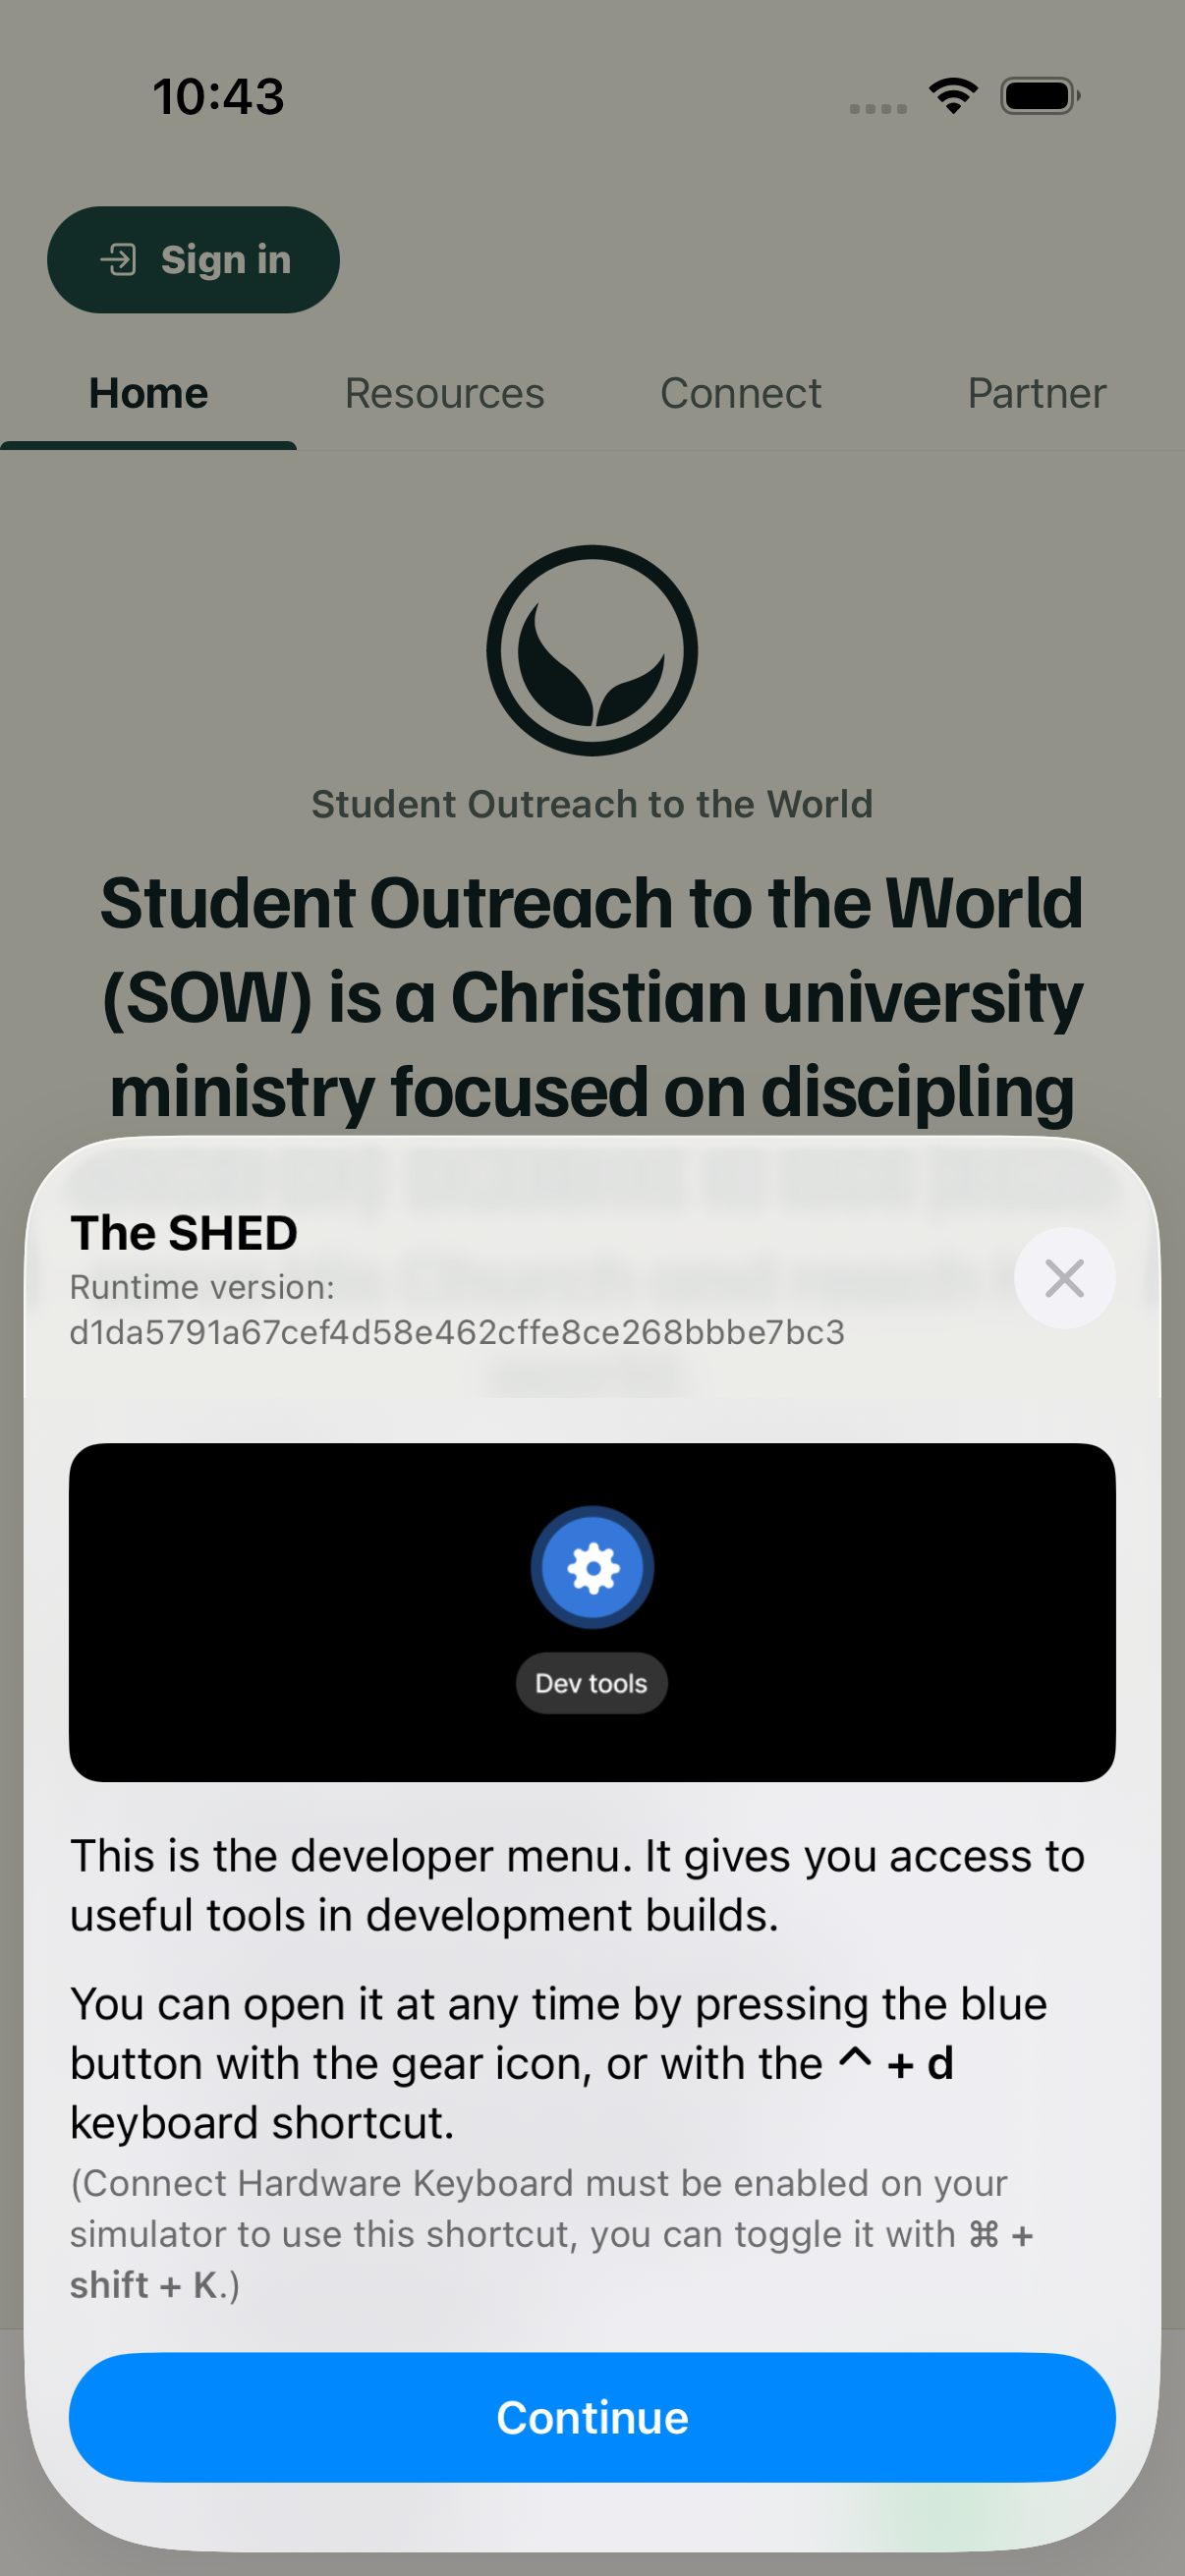 10:43
Sign in
Home Resources Connect Partner
Student Outreach to the World
Student Outreach to the World
(SOW) is a Christian university
ministry focused on discipling
The SHED
Runtime version:
d1da5791a67cef4d58e462cffe8ce268bbbe7bc3
Dev tools
This is the developer menu. It gives you access to
useful tools in development builds.
You can open it at any time by pressing the blue
button with the gear icon, or with the ^ + d
keyboard shortcut.
(Connect Hardware Keyboard must be enabled on your
simulator to use this shortcut, you can toggle it with ⌘ +
shift + K.)
Continue